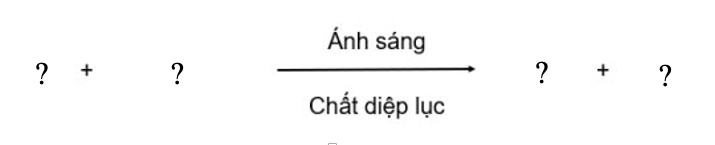 Ánh sáng
? + ? ? + ?
Chất diệp lục